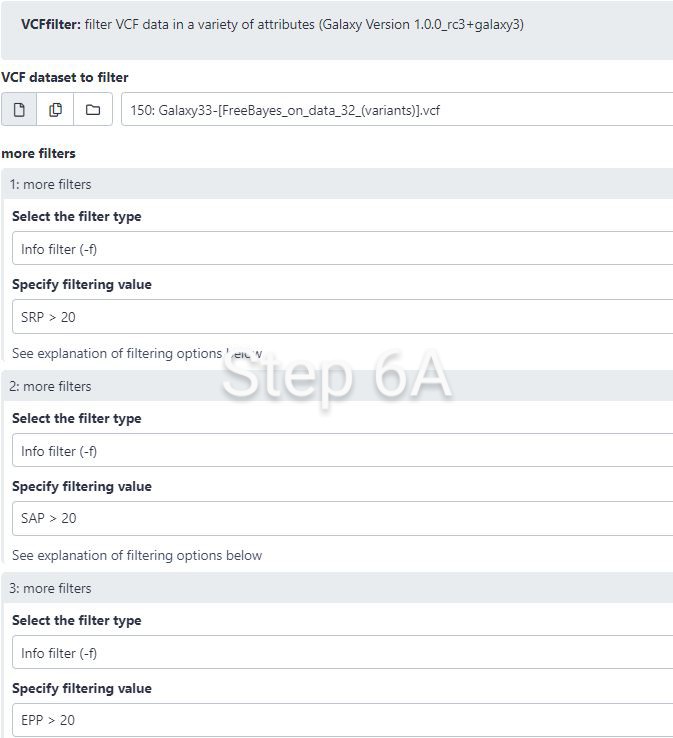 VCFfilter: filter VCF data in a variety of attributes (Galaxy Version 1.0.0_rc3+galaxy3)
VCF dataset to filter
150: Galaxy33-[FreeBayes_on_data_32_(variants)].vcf
more filters
1: more filters
Select the filter type
Info filter (-f)
Specify filtering value
SRP > 20
See explanation of filtering options below
Step 6A
2: more filters
Select the filter type
Info filter (-f)
Specify filtering value
SAP > 20
See explanation of filtering options below
3: more filters
Select the filter type
Info filter (-f)
Specify filtering value
EPP > 20